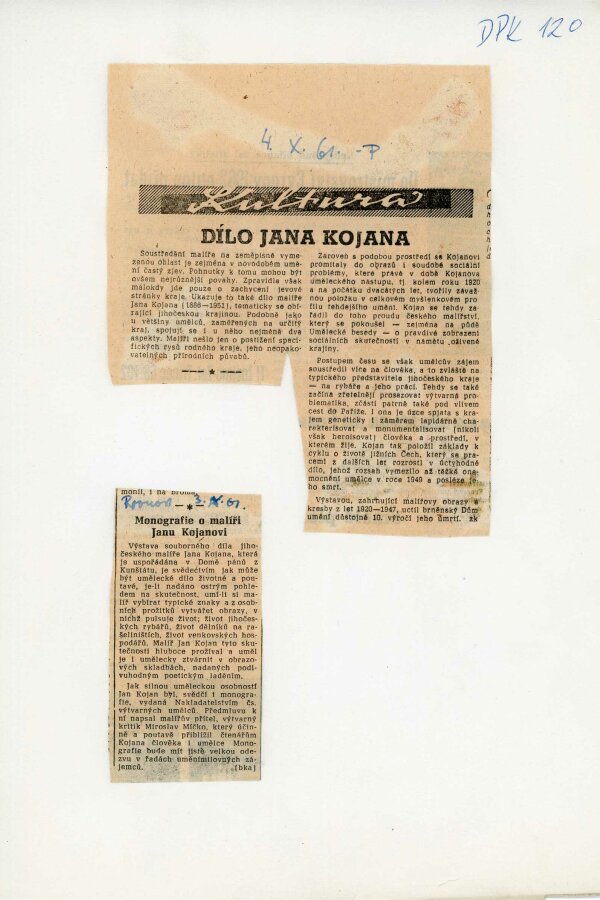 DPK 120
4. X. 61. -P
Kultura
DÍLO JANA KOJANA
Soustředění malíře na zeměpisně vyme-
zenou oblast je zejména v novodobém umě-
ní častý zjev. Pohnutky k tomu mohou být
ovšem nejrůznější povahy. Zpravidla však
málokdy jde pouze o zachycení jevové
stránky kraje. Ukazuje to také dílo malíře
Jana Kojana (1886—1951), tematicky se obí-
rající jihočeskou krajinou. Podobně jako
u většiny umělců, zaměřených na určitý
kraj, spojují se i u něho nejméně dva
aspekty. Malíři nešlo jen o postižení speci-
fických rysů rodného kraje, jeho neopako-
vatelných přírodních půvabů.
Zároveň s podobou prostředí se Kojanovi
promítaly do obrazů i soudobé sociální
problémy, které právě v době Kojanova
uměleckého nástupu, tj. kolem roku 1920
a na počátku dvacátých let, tvořily závaž-
nou položku v celkovém myšlenkovém pro-
filu tehdejšího umění. Kojan se tehdy za-
řadil do toho proudu českého malířství,
který se pokoušel — zejména na půdě
Umělecké besedy — o pravdivé zobrazení
sociálních skutečností v námětu „oživené
krajiny.
Postupem času se však umělcův zájem
soustředil více na člověka, a to zvláště na
typického představitele jihočeského kraje
— na rybáře a jeho práci. Tehdy se také
začíná zřetelněji prosazovat výtvarná pro-
blematika, zčásti patrně také pod vlivem
cest do Paříže. I ona je úzce spjata s kra-
jem genetický i záměrem lapidárně cha-
rakterisovat a monumentalisovat (nikoli
však heroisovat) člověka a prostředí, v
kterém žije. Kojan tak položil základy k
cyklu o životě jižních Čech, který se pra-
cemi z dalších let rozrostl v úctyhodné
dílo, jehož rozsah vymezilo až těžké one-
mocnění umělce v roce 1949 a posléze je-
ho smrt.
Výstavou, zahrnující malířovy obrazy a
kresby z let 1920—1947, uctil brněnský Dům
umění důstojně 10. výročí jeho úmrtí. zk
monii, i na
Rovnost 3. X. 61.
Monografie o malíři
Janu Kojanovi
Výstava souborného díla jiho-
českého malíře Jana Kojana, která
je uspořádána v Domě pánů z
Kunštátu, je svědectvím jak může
být umělecké dílo životné a pou-
tavé, je-li nadáno ostrým pohle-
dem na skutečnost, umí-li si ma-
líř vybírat typické znaky a z osob-
ních prožitků vytvářet obrazy, v
nichž pulsuje život; život jihočes-
kých rybářů, život dělníků na ra-
šeliništích, život venkovských hos-
podářů. Malíř Jan Kojan tyto sku-
tečnosti hluboce prožíval a uměl
je i umělecky ztvárnit v obrazo-
vých skladbách, nadaných podi-
vuhodným poetickým laděním.
Jak silnou uměleckou osobností
Jan Kojan byl, svědčí i monogra-
fie, vydaná Nakladatelstvím čs.
výtvarných umělců. Předmluvu k
ní napsal malířův přítel, výtvarný
kritik Miroslav Míčko, který účin-
ně a poutavě přiblížil čtenářům
Kojana člověka i umělce Mono-
grafie bude mít jistě velkou ode-
zvu v řadách uměnímilovných zá-
jemců. (bka)